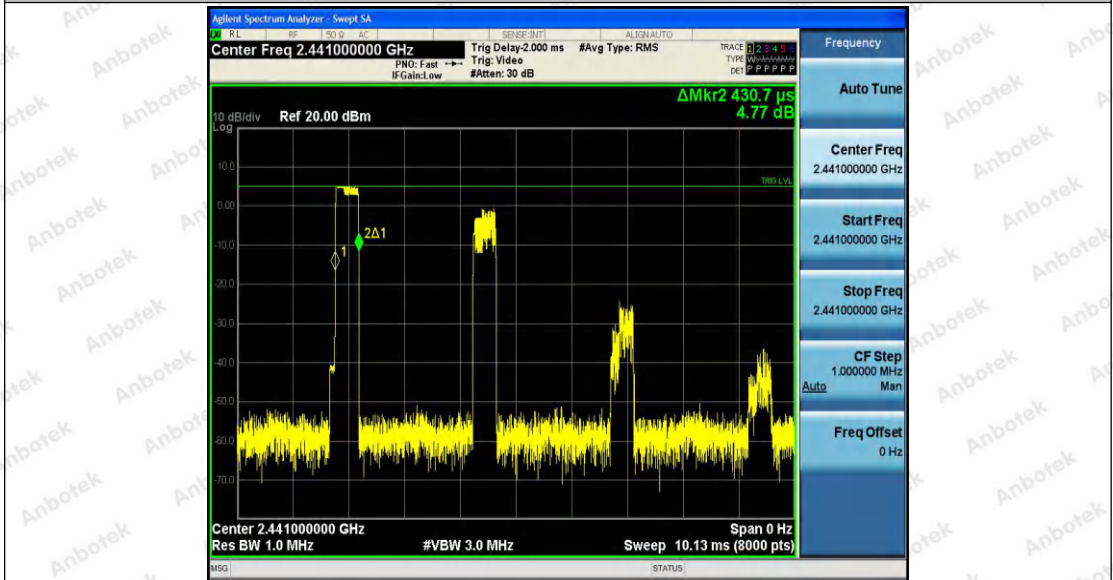 Agilent Spectrum Analyzer - Swept SA
RL RF 50 Ω AC SENSE:INT ALIGNAUTO
Center Freq 2.441000000 GHz
PNO: Fast
IFGain:Low
Trig Delay-2.000 ms
Trig: Video
#Atten: 30 dB
#Avg Type: RMS
TRACE 1 2 3 4 5 6
TYPE W
DET P P P P P P
ΔMkr2 430.7 µs
4.77 dB
10 dB/div Ref 20.00 dBm
Log
10.0
TRIG LVL
0.00
2Δ1
-10.0
1
-20.0
-30.0
-40.0
-50.0
-60.0
-70.0
Center 2.441000000 GHz Span 0 Hz
Res BW 1.0 MHz #VBW 3.0 MHz Sweep 10.13 ms (8000 pts)
MSG STATUS
Frequency
Auto Tune
Center Freq
2.441000000 GHz
Start Freq
2.441000000 GHz
Stop Freq
2.441000000 GHz
CF Step
1.000000 MHz
Auto Man
Freq Offset
0 Hz
Anbotek